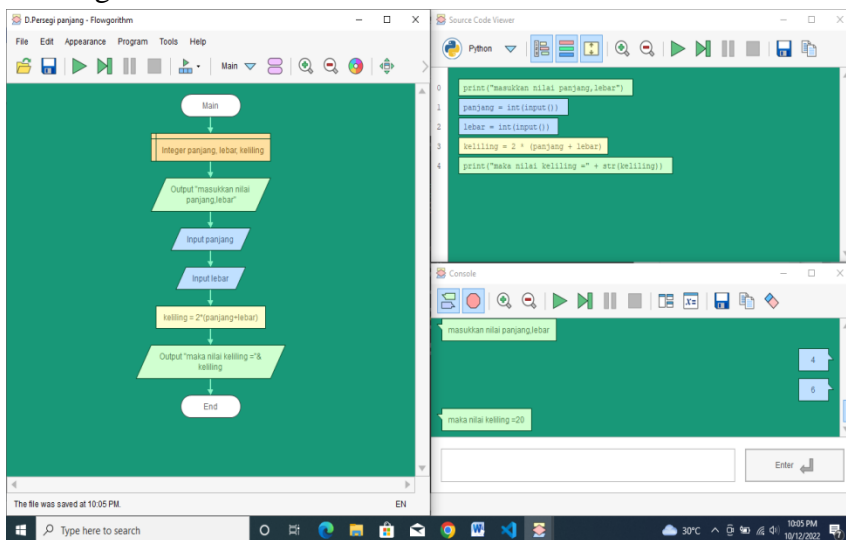 D.Persegi panjang - Flowgorithm
File Edit Appearance Program Tools Help
Main
Main
Integer panjang, lebar, keliling
Output "masukkan nilai
panjang,lebar"
Input panjang
Input lebar
keliling = 2*(panjang+lebar)
Output "maka nilai keliling ="&
keliling
End
The file was saved at 10:05 PM.
EN
Source Code Viewer
Python
0 print("masukkan nilai panjang,lebar")
1 panjang = int(input())
2 lebar = int(input())
3 keliling = 2 * (panjang + lebar)
4 print("maka nilai keliling =" + str(keliling))
Console
masukkan nilai panjang,lebar
4
6
maka nilai keliling =20
Enter
Type here to search
30°C
10:05 PM
10/12/2022